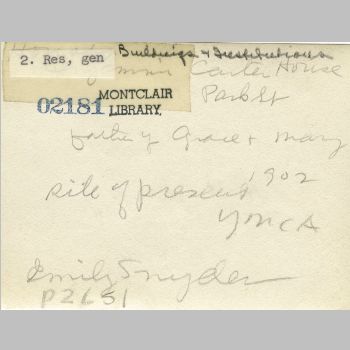 Buildings & Institutions
2. Res, gen
Carter House
Park St
02181 MONTCLAIR
LIBRARY.
father of Grace & Mary
1902
site of present
YMCA
Emily Snyder
P2651